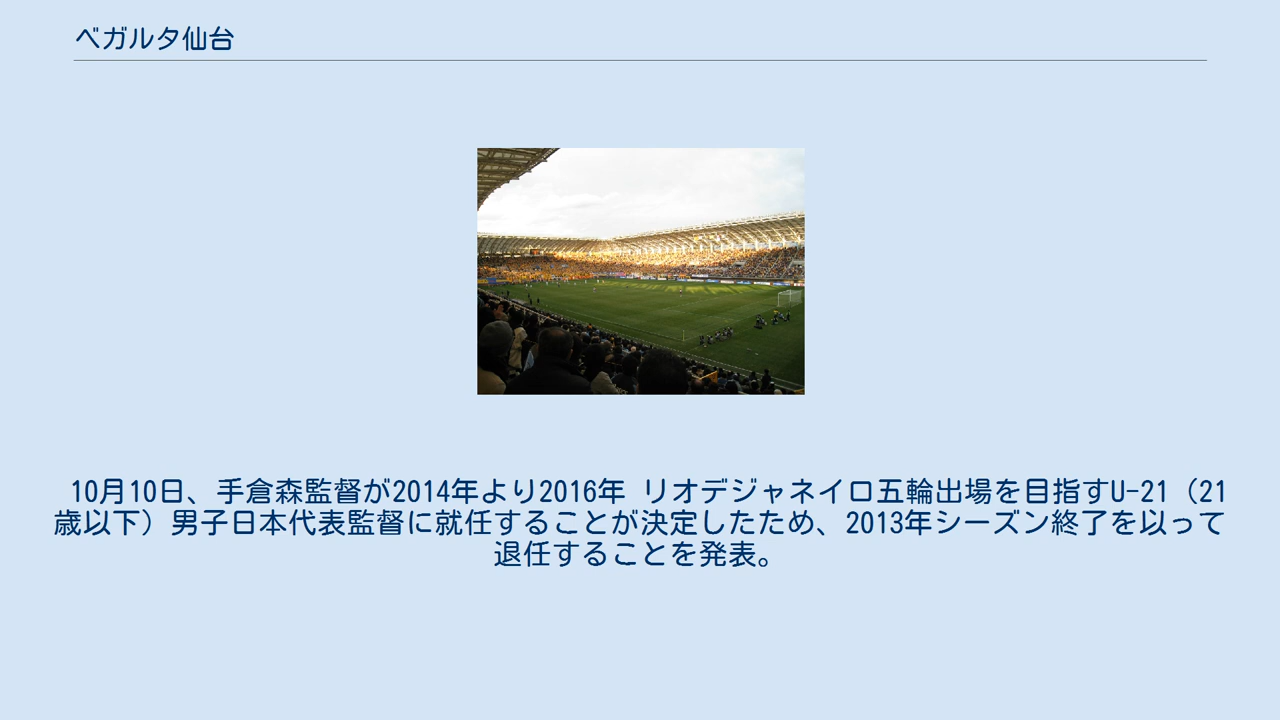 ベガルタ仙台
10月10日、手倉森監督が2014年より2016年 リオデジャネイロ五輪出場を目指すU-21（21
歳以下）男子日本代表監督に就任することが決定したため、2013年シーズン終了を以って
退任することを発表。